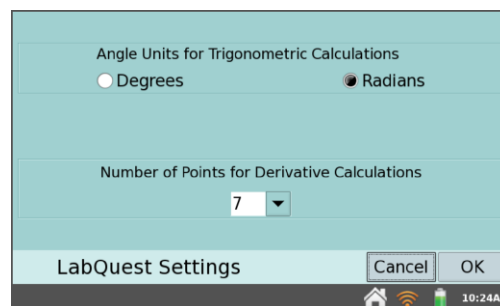 Angle Units for Trigonometric Calculations
Degrees Radians
Number of Points for Derivative Calculations
7
LabQuest Settings Cancel OK
10:24A